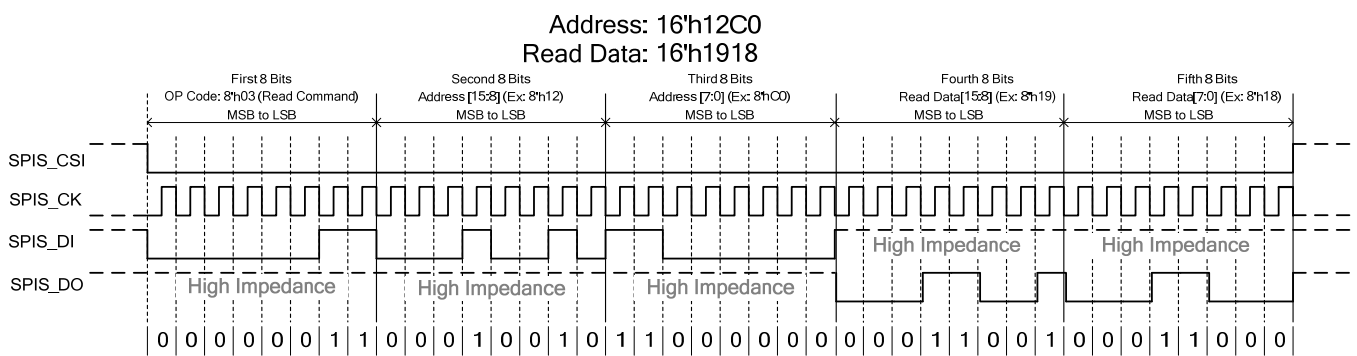 Address: 16'h12C0
Read Data: 16'h1918
First 8 Bits Second 8 Bits Third 8 Bits Fourth 8 Bits Fifth 8 Bits
OP Code: 8'h03 (Read Command) Address [15:8] (Ex: 8'h12) Address [7:0] (Ex: 8'hC0) Read Data[15:8] (Ex: 8'h19) Read Data[7:0] (Ex: 8'h18)
MSB to LSB MSB to LSB MSB to LSB MSB to LSB MSB to LSB
SPIS_CSI
SPIS_CK
SPIS_DI High Impedance High Impedance
SPIS_DO High Impedance High Impedance High Impedance
0 0 0 0 0 0 1 1 0 0 0 1 0 0 1 0 1 1 0 0 0 0 0 0 0 0 0 1 1 0 0 1 0 0 0 1 1 0 0 0